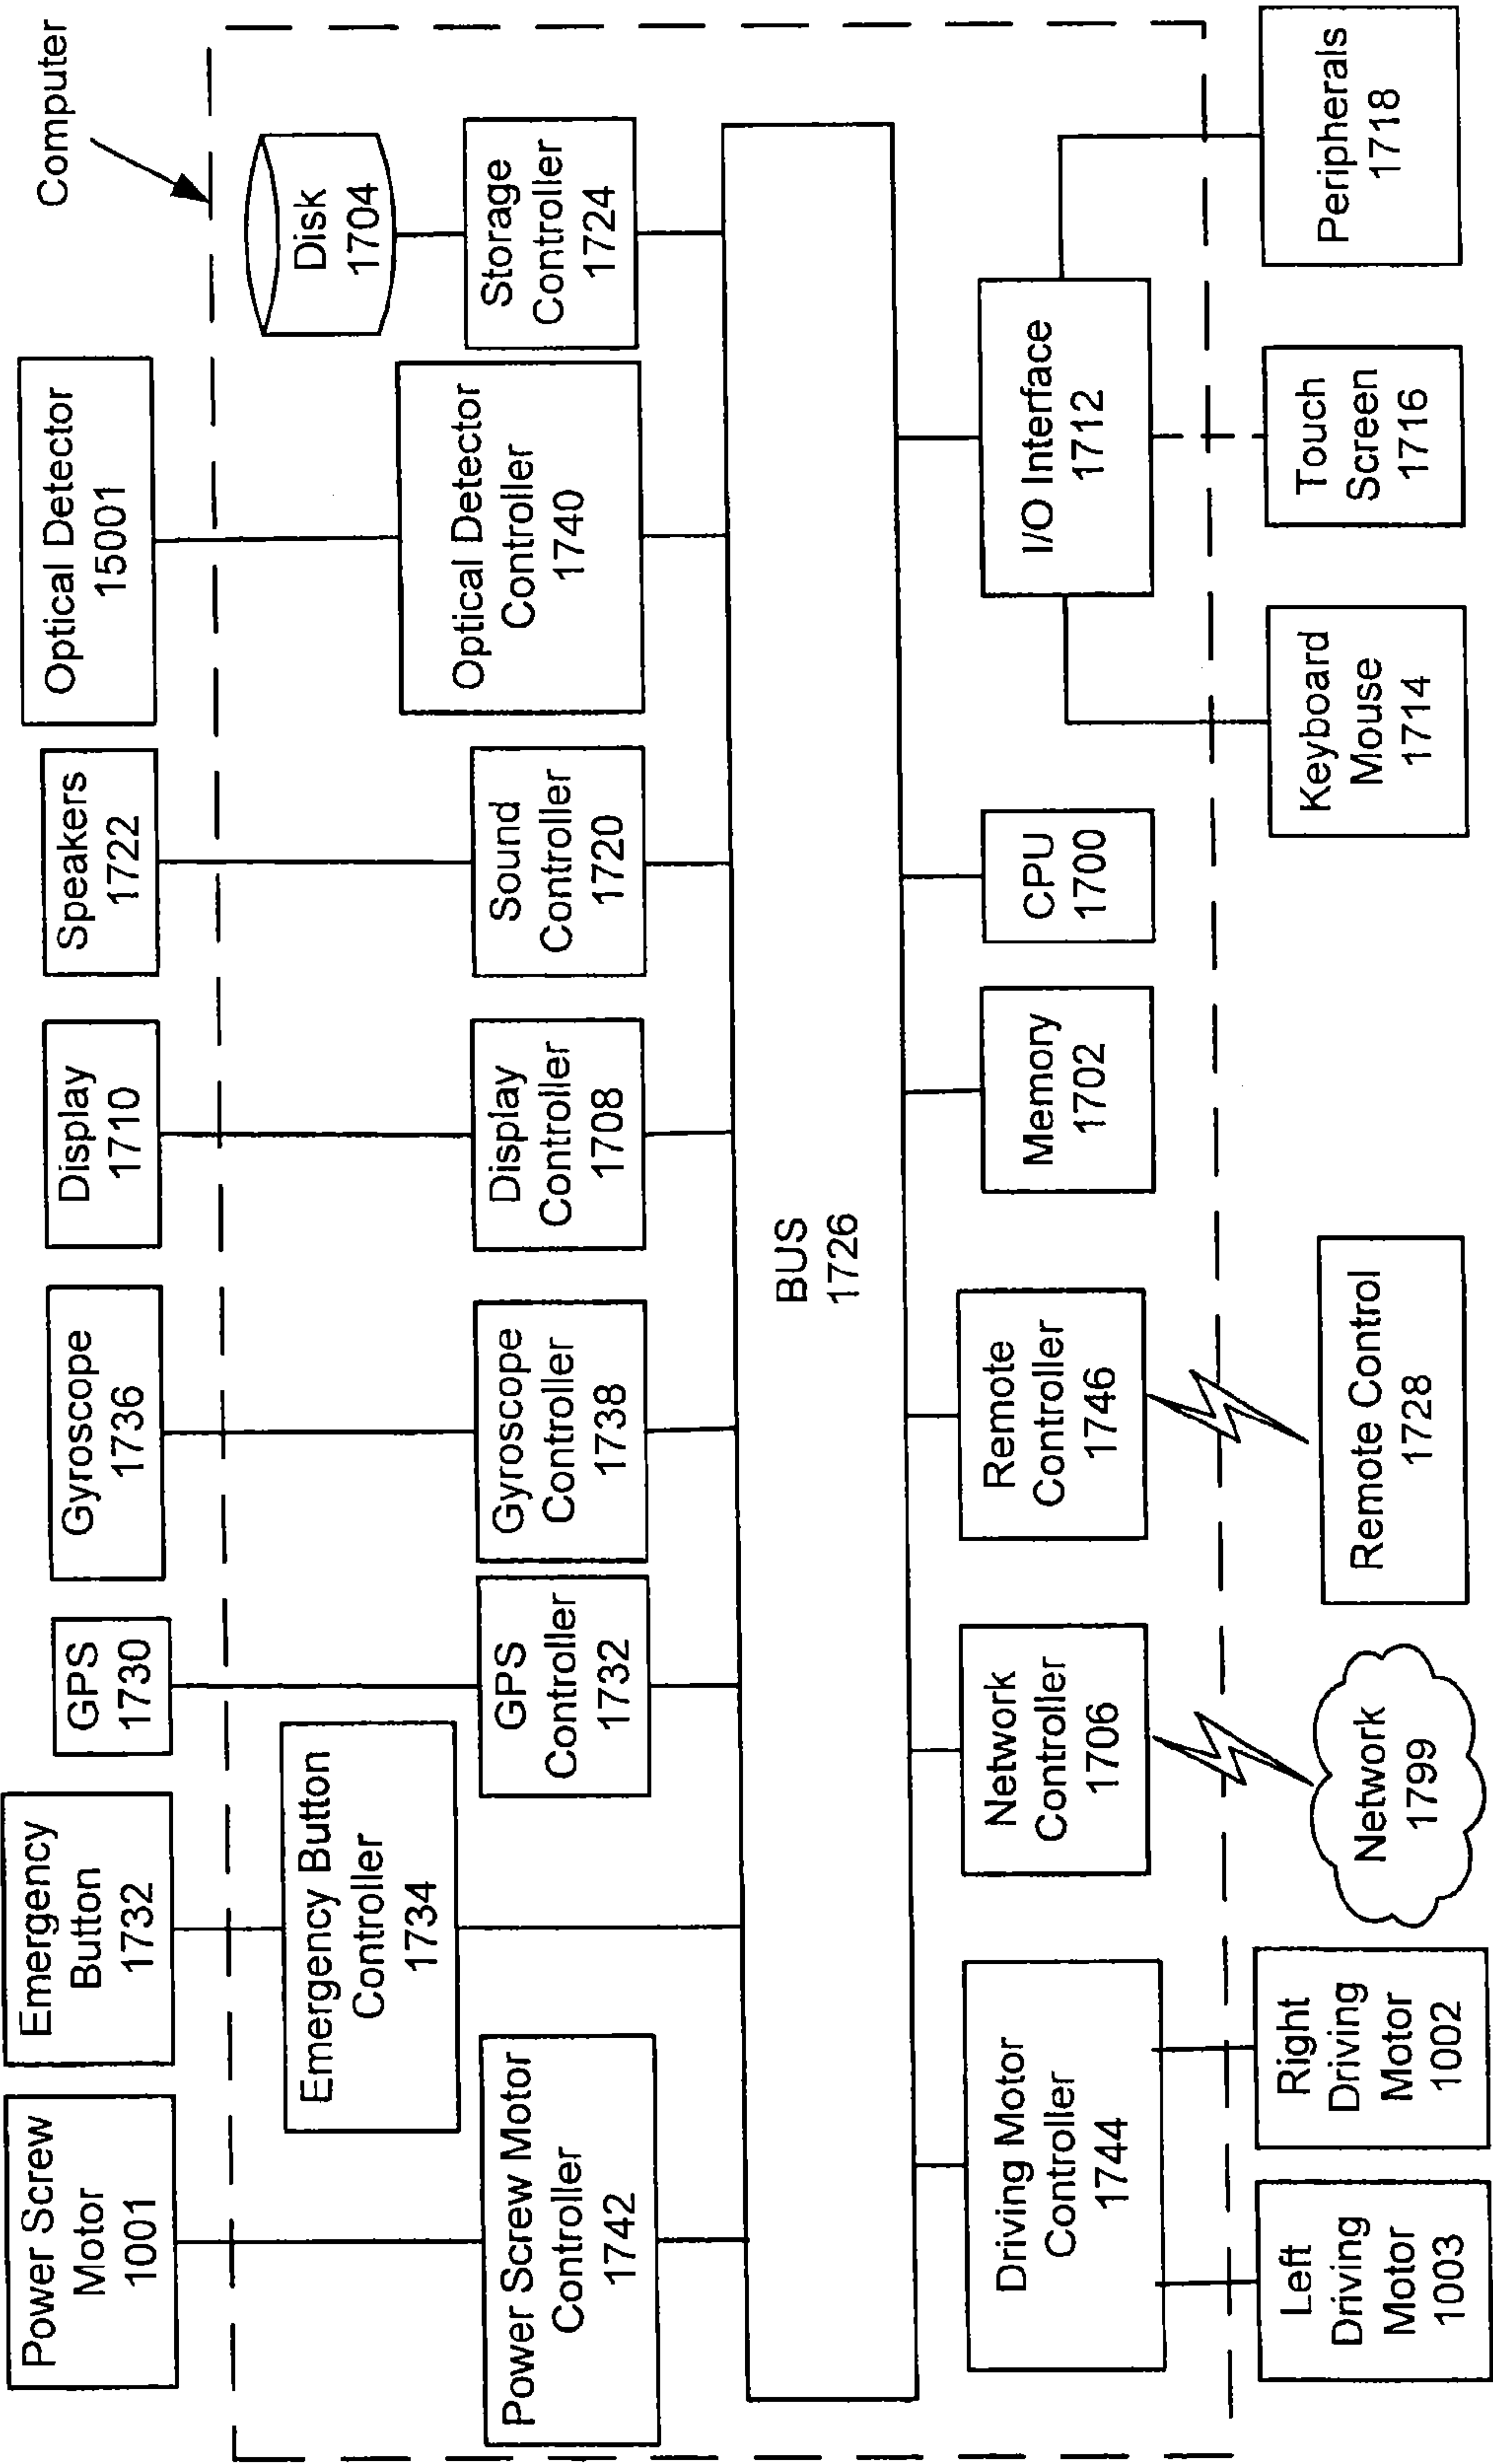 Computer
Power Screw
Motor
1001
Emergency
Button
1732
GPS
1730
Gyroscope
1736
Display
1710
Speakers
1722
Optical Detector
15001
Emergency Button
Controller
1734
Disk
1704
Power Screw Motor
Controller
1742
GPS
Controller
1732
Gyroscope
Controller
1738
Display
Controller
1708
Sound
Controller
1720
Optical Detector
Controller
1740
Storage
Controller
1724
BUS
1726
Driving Motor
Controller
1744
Network
Controller
1706
Remote
Controller
1746
Memory
1702
CPU
1700
I/O Interface
1712
Left
Driving
Motor
1003
Right
Driving
Motor
1002
Network
1799
Remote Control
1728
Keyboard
Mouse
1714
Touch
Screen
1716
Peripherals
1718